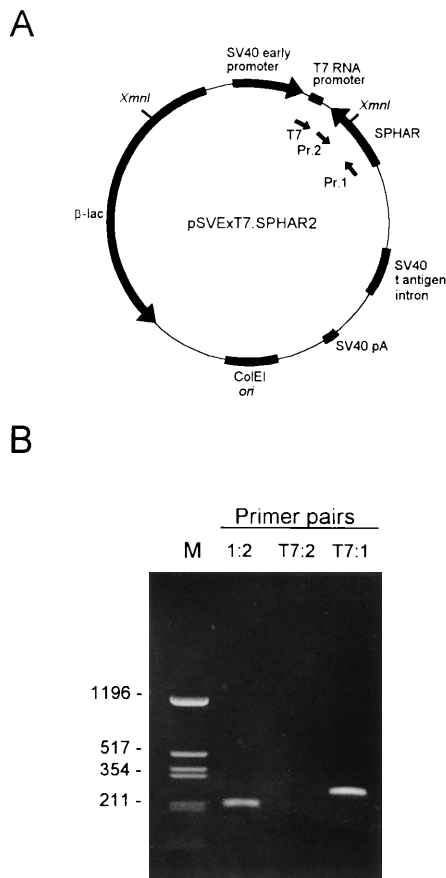 A
SV40 early
promoter
T7 RNA
promoter
XmnI
XmnI
SPHAR
T7
Pr.2
Pr.1
β-lac
pSVExT7.SPHAR2
SV40
t antigen
intron
SV40 pA
ColEI
ori
B
Primer pairs
M 1:2 T7:2 T7:1
1196 -
517 -
354 -
211 -